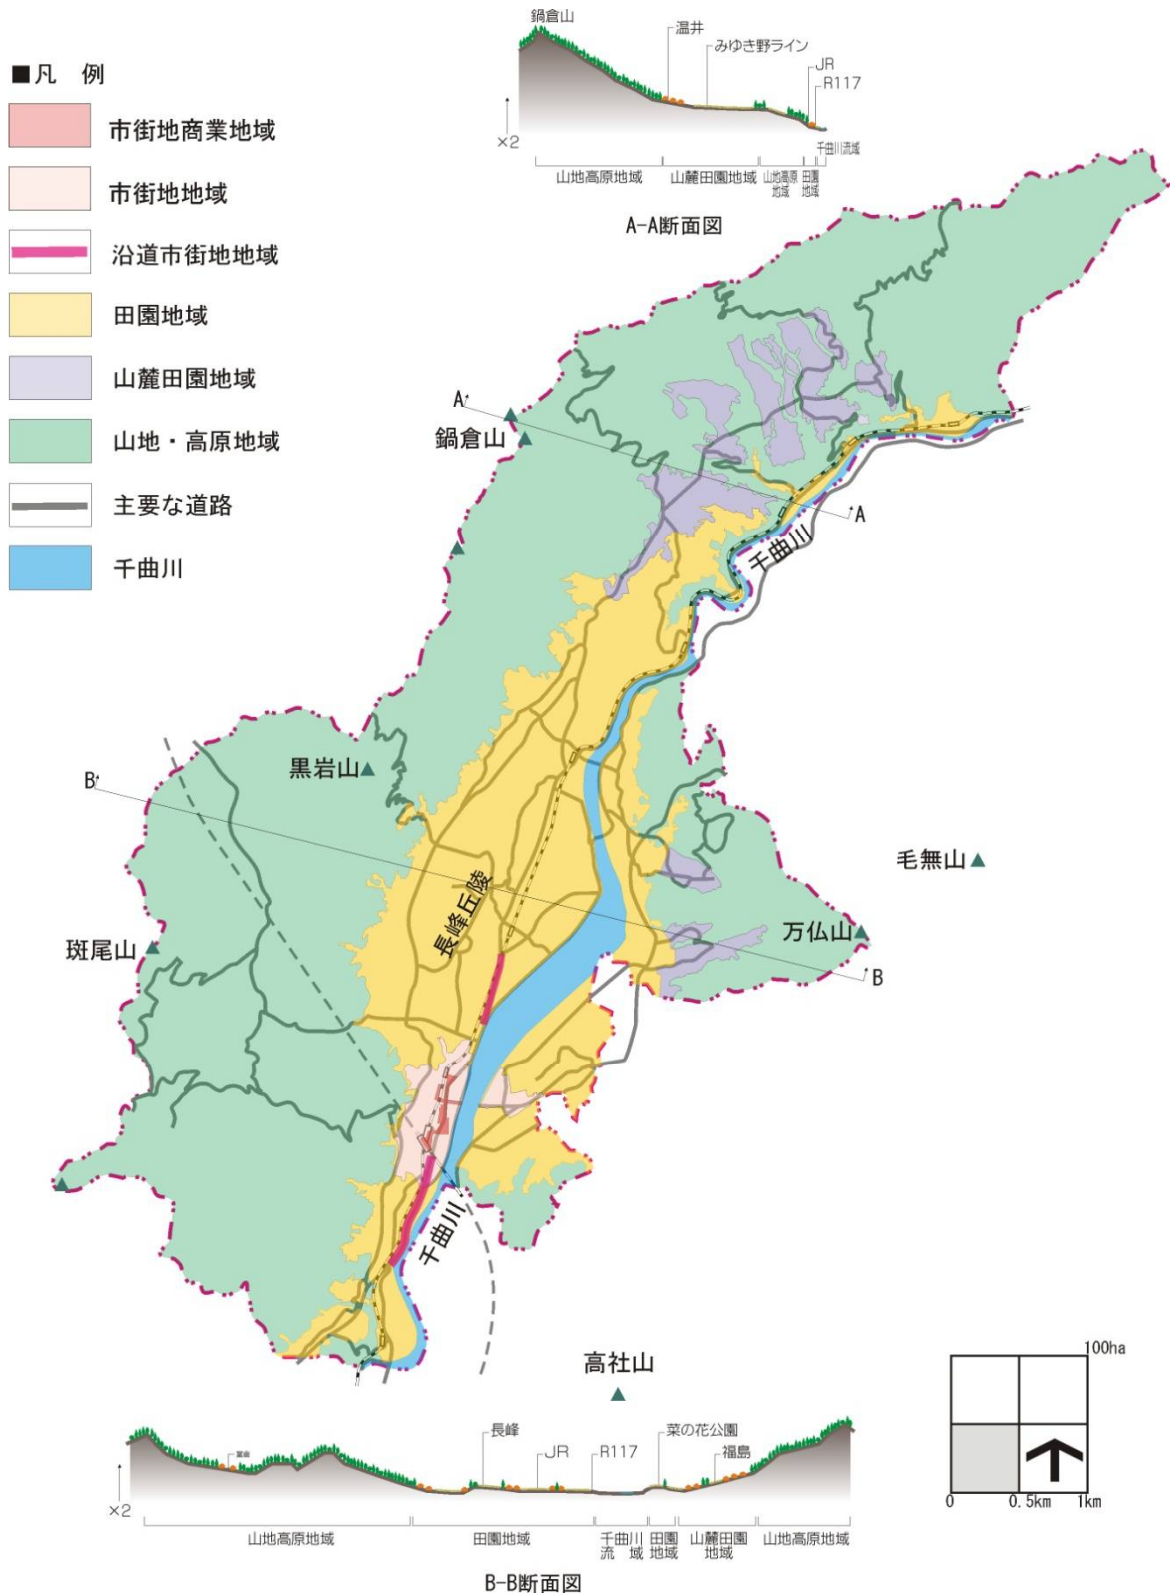 鍋倉山
温井
みゆき野ライン
JR
R117
×2
千曲川流域
山地高原地域
山麓田園地域
山地高原
地域
田園
地域
A-A断面図
■凡 例
市街地商業地域
市街地地域
沿道市街地地域
田園地域
山麓田園地域
山地・高原地域
主要な道路
千曲川
A
鍋倉山
A
千曲川
黒岩山
B
毛無山
長峰丘陵
万仏山
斑尾山
B
千曲川
高社山
100ha
0
0.5km
1km
長峰
JR
R117
菜の花公園
福島
×2
山地高原地域
田園地域
千曲川
流 域
田園
地域
山麓田園
地域
山地高原地域
B-B断面図